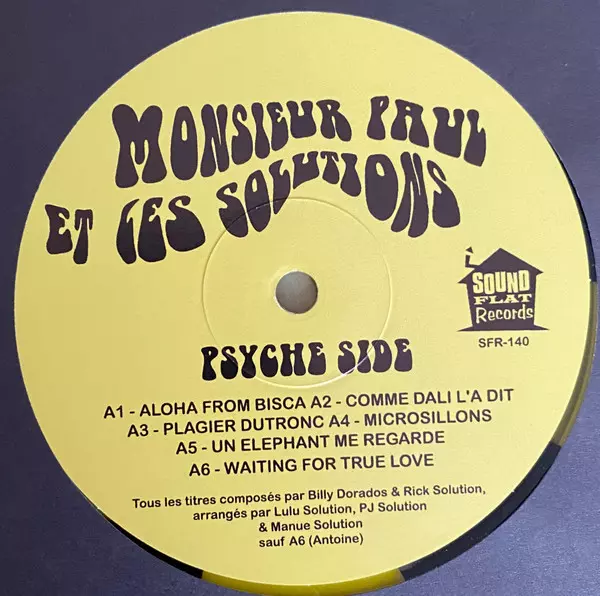 MONSIEUR PAUL
ET LES SOLUTIONS
SOUND
FLAT
Records
SFR-140
PSYCHE SIDE
A1 - ALOHA FROM BISCA A2 - COMME DALI L'A DIT
A3 - PLAGIER DUTRONC A4 - MICROSILLONS
A5 - UN ELEPHANT ME REGARDE
A6 - WAITING FOR TRUE LOVE
Tous les titres composés par Billy Dorados & Rick Solution,
arrangés par Lulu Solution, PJ Solution
& Manue Solution
sauf A6 (Antoine)